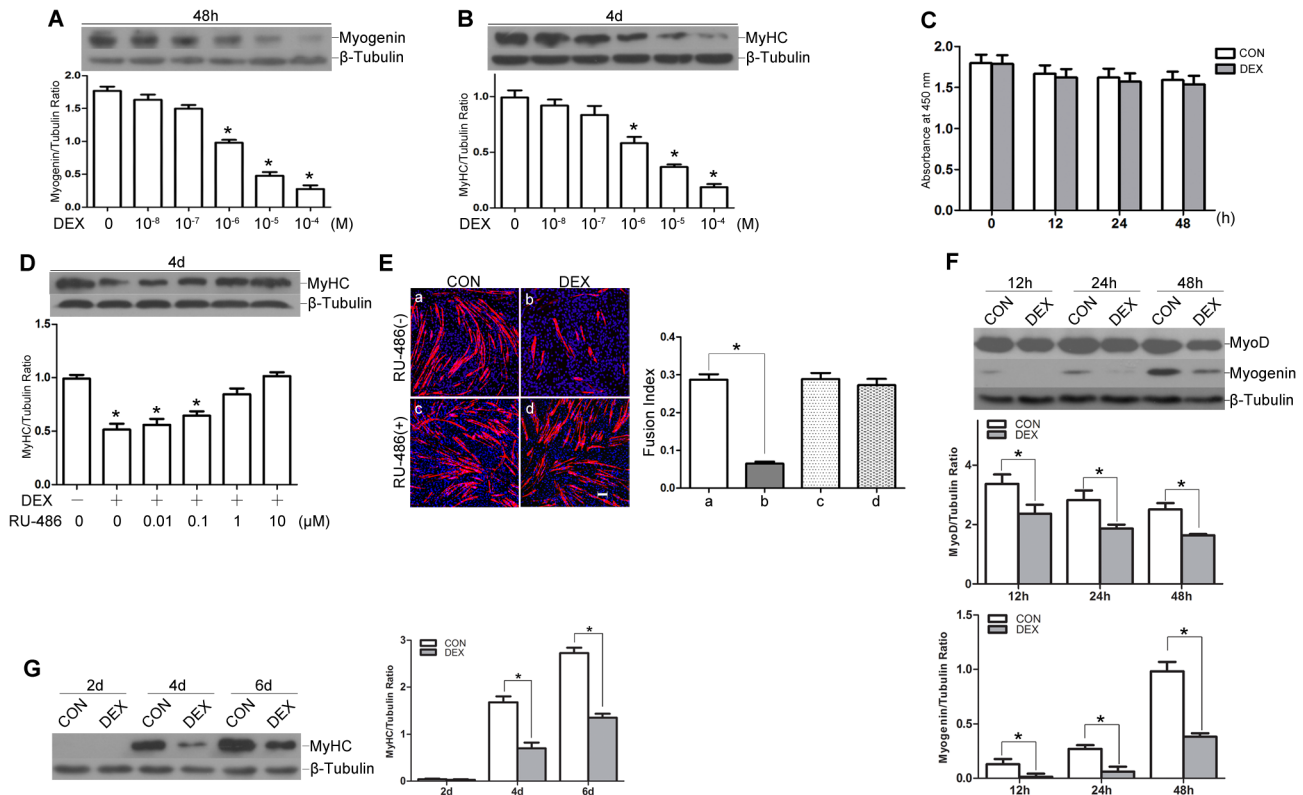 A
48h
Myogenin
β-Tubulin
Myogenin/Tubulin Ratio
2.0
1.5
1.0
0.5
0.0
*
*
*
DEX 0 10⁻⁸ 10⁻⁷ 10⁻⁶ 10⁻⁵ 10⁻⁴ (M)
B
4d
MyHC
β-Tubulin
MyHC/Tubulin Ratio
1.0
0.5
0.0
*
*
*
DEX 0 10⁻⁸ 10⁻⁷ 10⁻⁶ 10⁻⁵ 10⁻⁴ (M)
C
CON
DEX
Absorbance at 450 nm
2.0
1.5
1.0
0.5
0.0
0 12 24 48 (h)
D
4d
MyHC
β-Tubulin
MyHC/Tubulin Ratio
1.5
1.0
0.5
0.0
* * *
DEX − + + + + +
RU-486 0 0 0.01 0.1 1 10 (μM)
E
CON DEX
RU-486(-)
a b
RU-486(+)
c d
Fusion Index
0.4
0.3
0.2
0.1
0.0
*
a b c d
F
12h 24h 48h
CON DEX CON DEX CON DEX
MyoD
Myogenin
β-Tubulin
CON
DEX
MyoD/Tubulin Ratio
4
2
0
* * *
12h 24h 48h
CON
DEX
Myogenin/Tubulin Ratio
1.5
1.0
0.5
0.0
* * *
12h 24h 48h
G
2d 4d 6d
CON DEX CON DEX CON DEX
MyHC
β-Tubulin
CON
DEX
MyHC/Tubulin Ratio
3
2
1
0
* *
2d 4d 6d